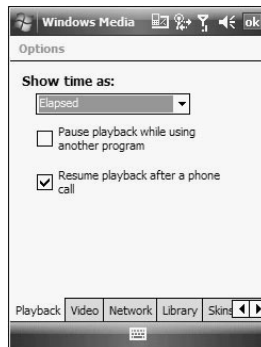 Windows Media ok
Options
Show time as:
Elapsed
Pause playback while using
another program
Resume playback after a phone
call
Playback Video Network Library Skins